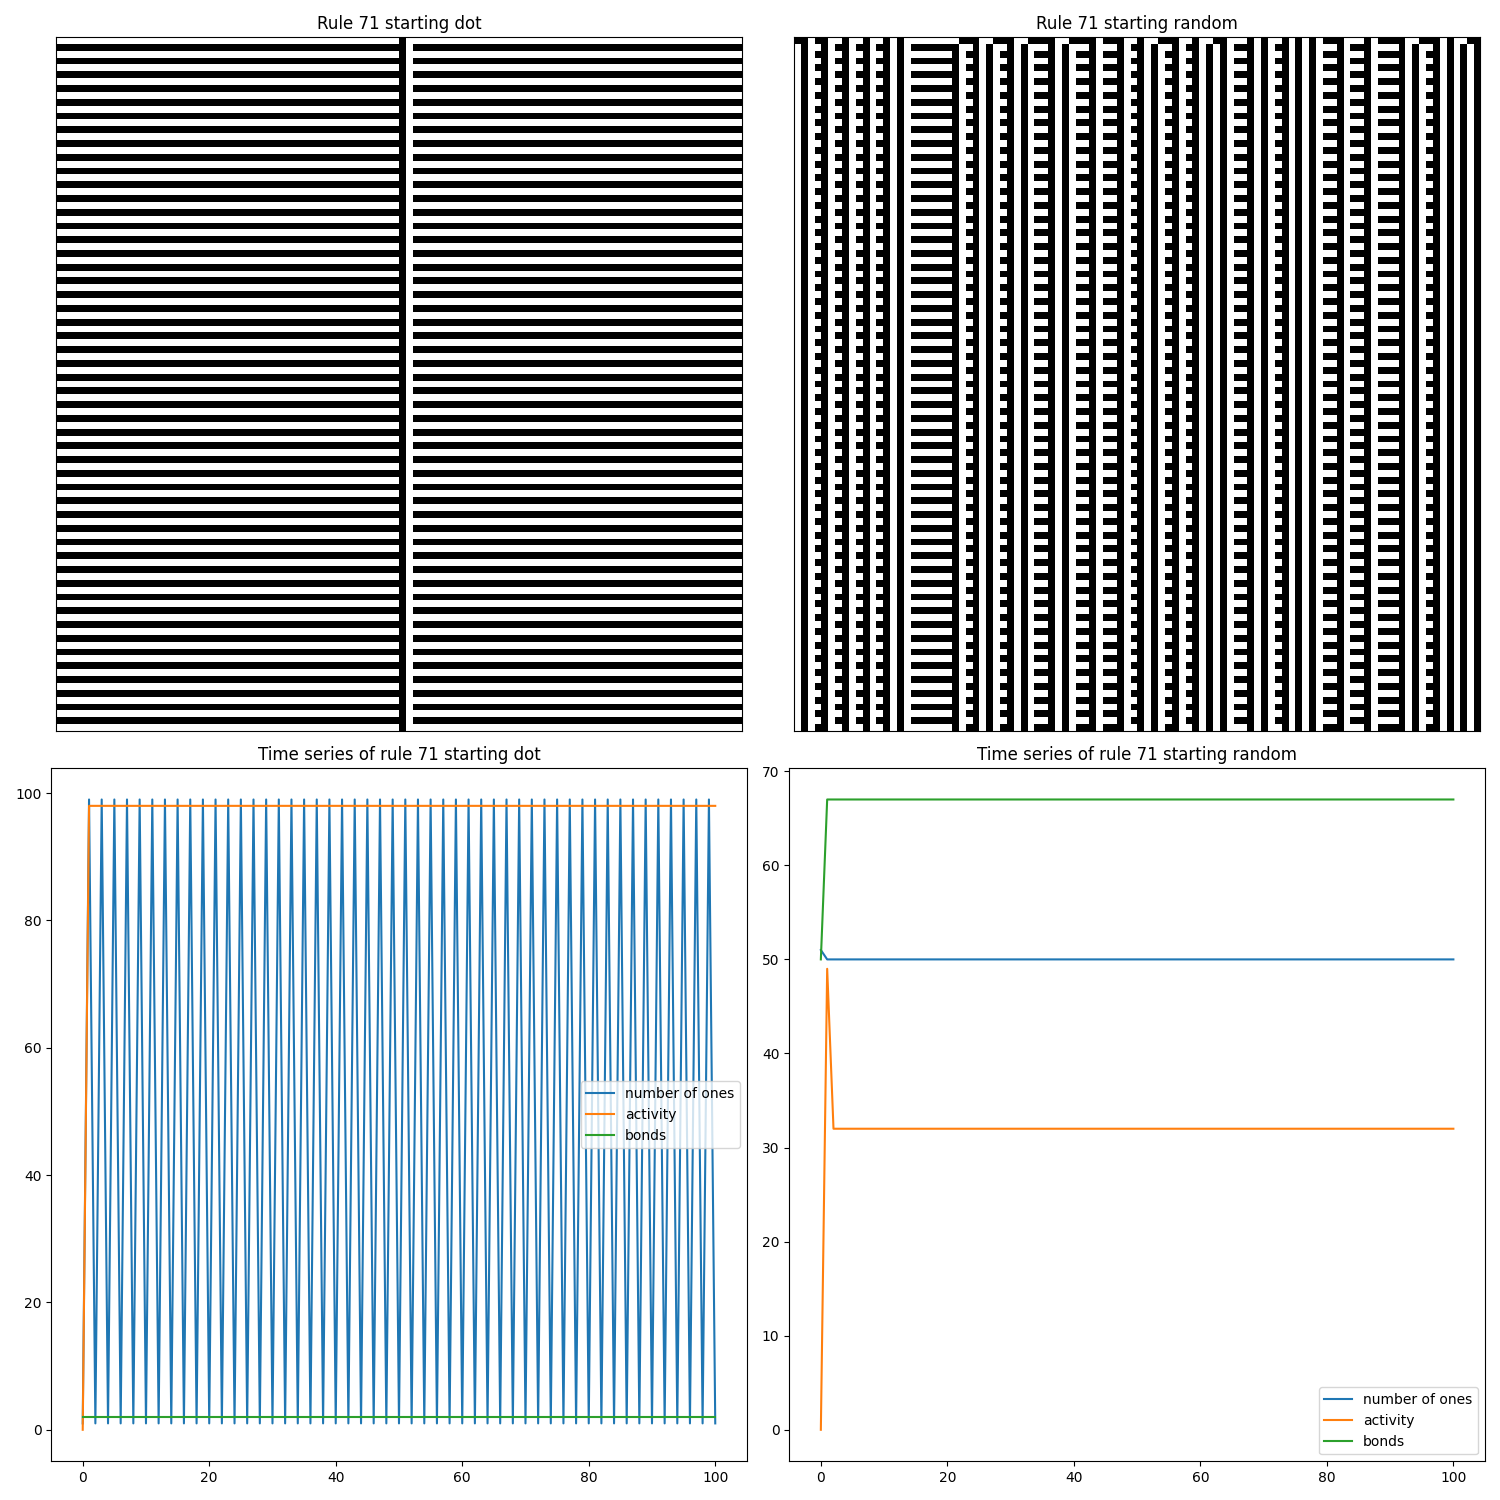 Rule 71 starting dot
Rule 71 starting random
Time series of rule 71 starting dot
100
80
60
40
20
0
number of ones
activity
bonds
0 20 40 60 80 100
Time series of rule 71 starting random
70
60
50
40
30
20
10
0
number of ones
activity
bonds
0 20 40 60 80 100